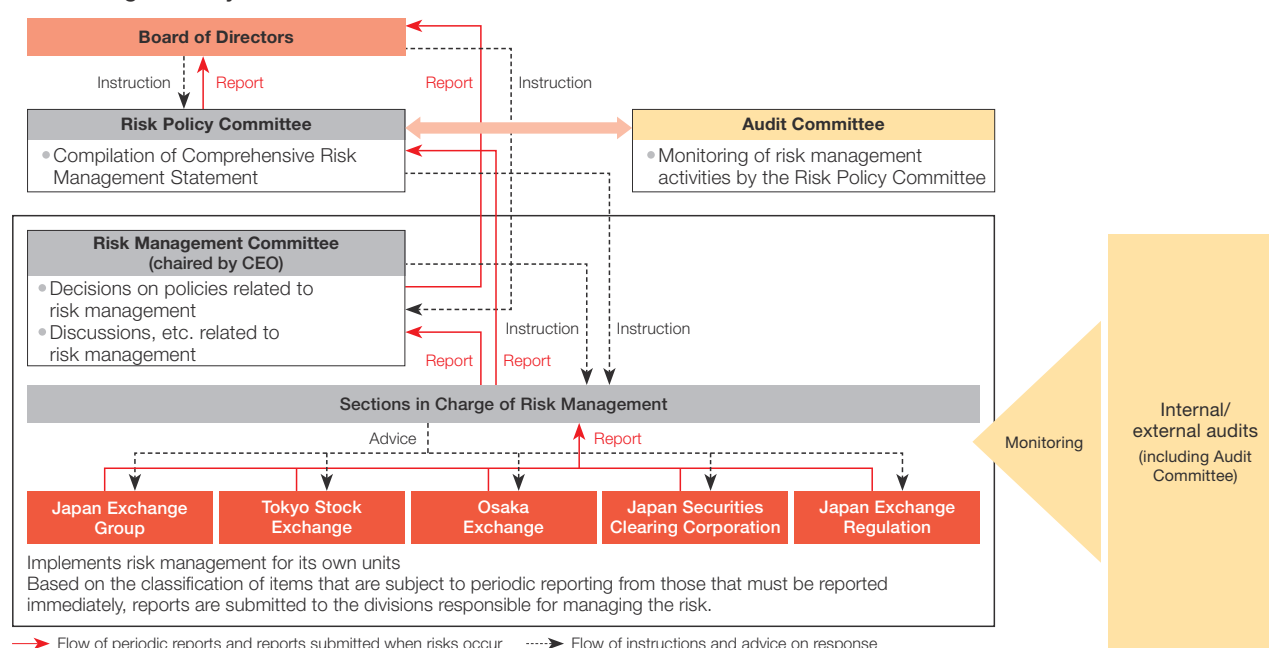 Board of Directors
Instruction
Report
Report
Instruction
Risk Policy Committee
Compilation of Comprehensive Risk
Management Statement
Audit Committee
Monitoring of risk management
activities by the Risk Policy Committee
Risk Management Committee
(chaired by CEO)
Decisions on policies related to
risk management
Discussions, etc. related to
risk management
Instruction
Instruction
Report
Report
Sections in Charge of Risk Management
Advice
Report
Japan Exchange
Group
Tokyo Stock
Exchange
Osaka
Exchange
Japan Securities
Clearing Corporation
Japan Exchange
Regulation
Implements risk management for its own units
Based on the classification of items that are subject to periodic reporting from those that must be reported
immediately, reports are submitted to the divisions responsible for managing the risk.
Monitoring
Internal/
external audits
(including Audit
Committee)
Flow of periodic reports and reports submitted when risks occur
Flow of instructions and advice on response